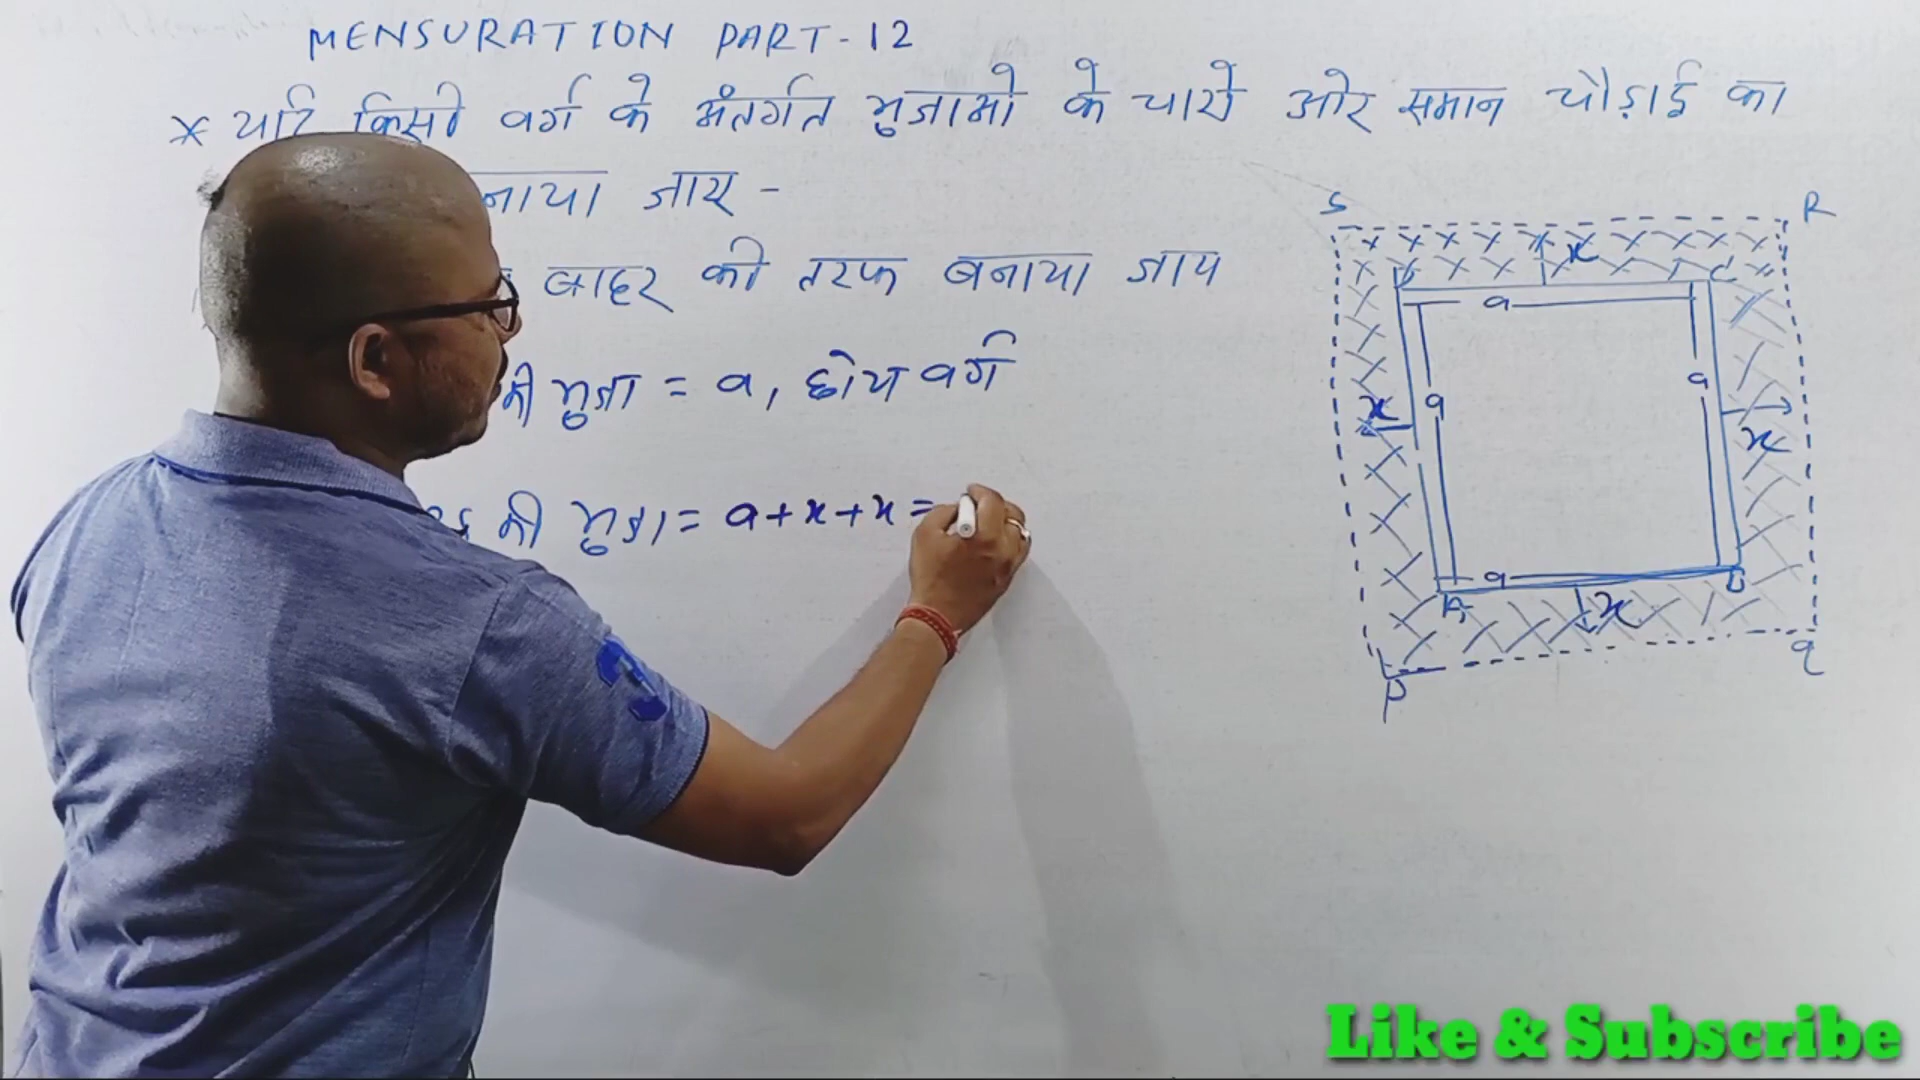 MENSURATION PART-12
* यदि किसी वर्ग के अंतर्गत भुजाओ के चारो ओर समान चौड़ाई का
बनाया जाय -
बाहर की तरफ बनाया जाय
की भुजा = a, छोटा वर्ग
की भुजा = a+x+x =
S
R
x
D
C
a
a
a
x
x
a
A
B
x
P
Q
Like & Subscribe